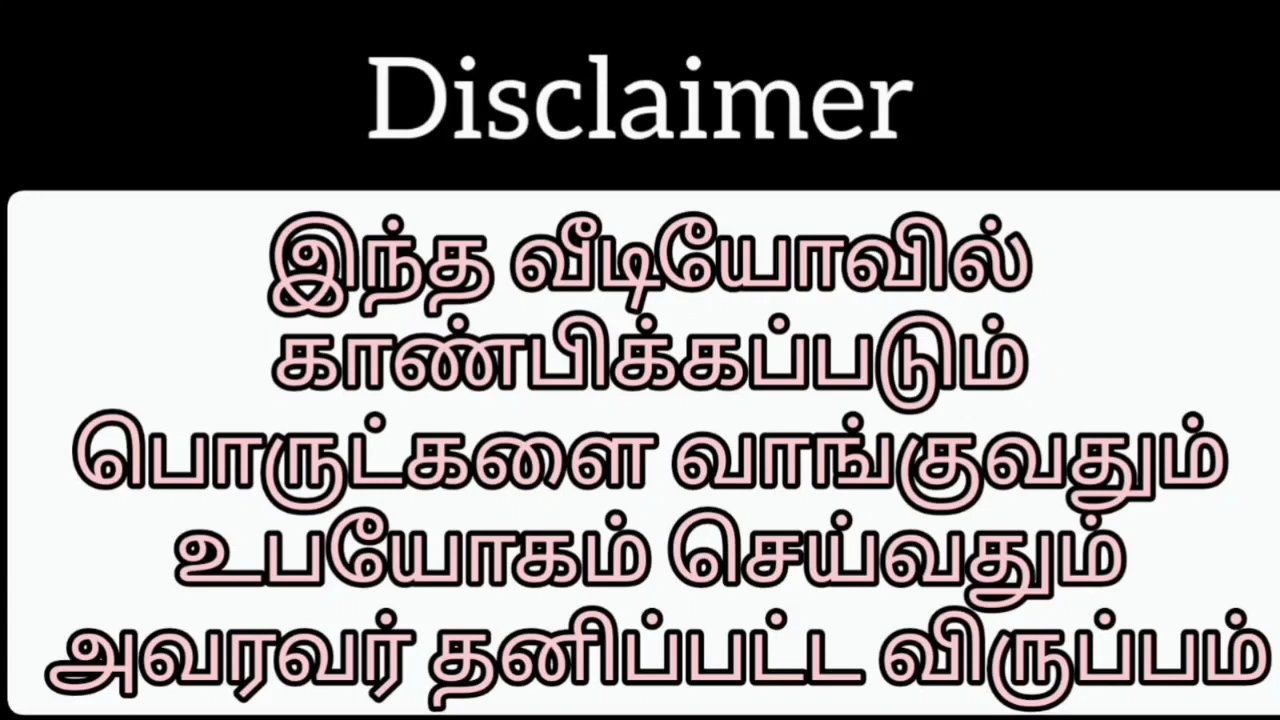 Disclaimer
இந்த வீடியோவில்
காண்பிக்கப்படும்
பொருட்களை வாங்குவதும்
உபயோகம் செய்வதும்
அவரவர் தனிப்பட்ட விருப்பம்